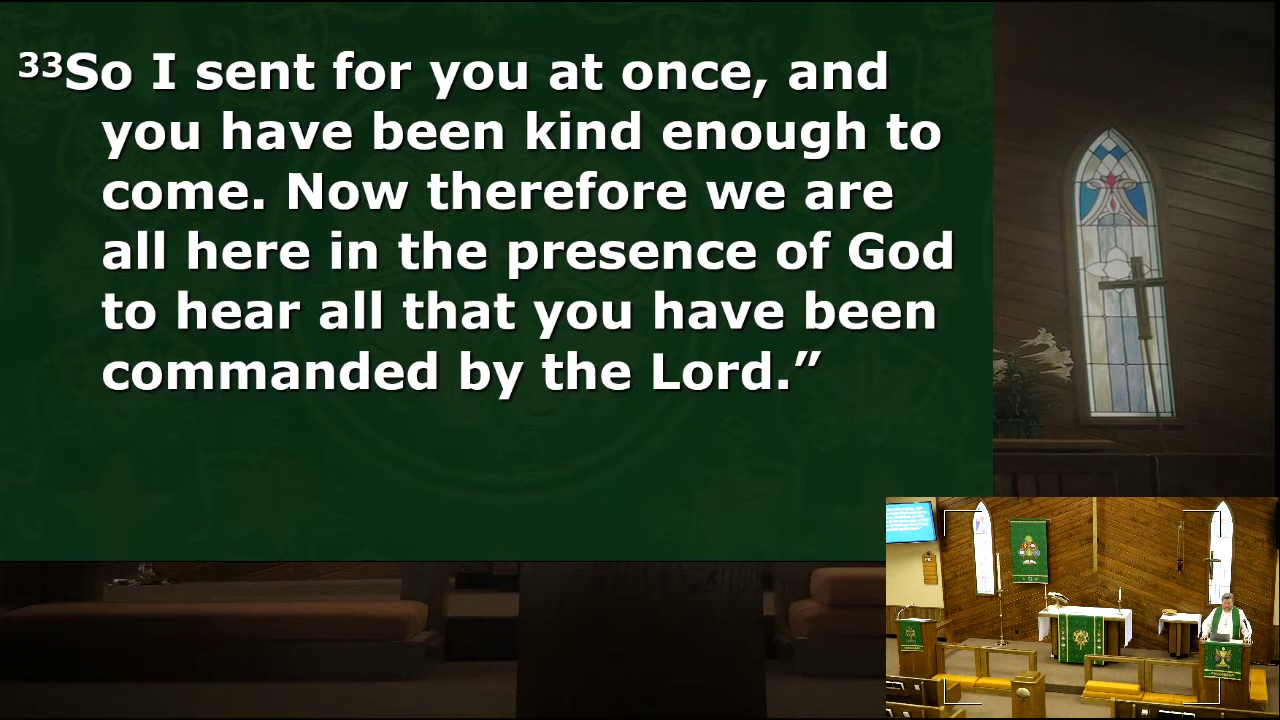 33So I sent for you at once, and
you have been kind enough to
come. Now therefore we are
all here in the presence of God
to hear all that you have been
commanded by the Lord.”